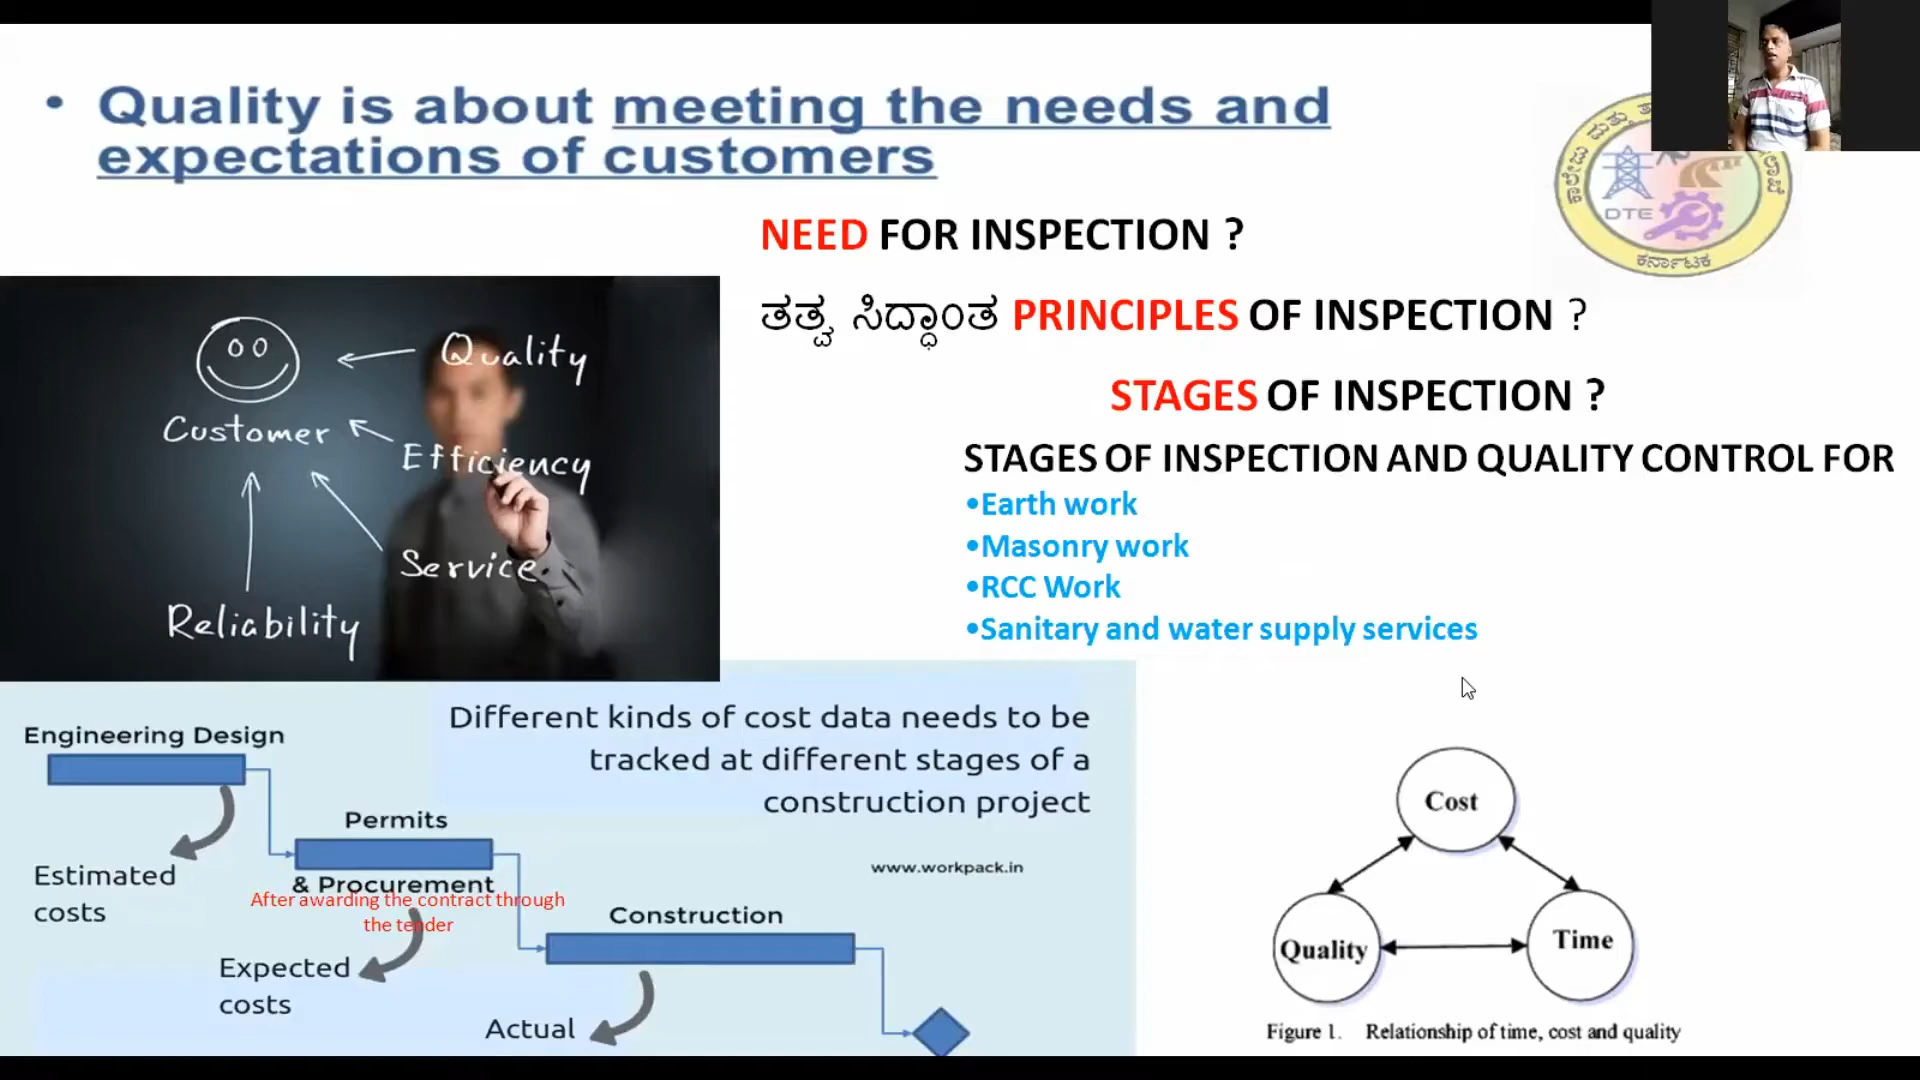 • Quality is about meeting the needs and
expectations of customers
NEED FOR INSPECTION ?
ತತ್ವ ಸಿದ್ಧಾಂತ PRINCIPLES OF INSPECTION ?
STAGES OF INSPECTION ?
STAGES OF INSPECTION AND QUALITY CONTROL FOR
•Earth work
•Masonry work
•RCC Work
•Sanitary and water supply services
DTE
ಕರ್ನಾಟಕ
Quality
Customer
Efficiency
Service
Reliability
Different kinds of cost data needs to be
tracked at different stages of a
construction project
www.workpack.in
Engineering Design
Estimated
costs
Permits
& Procurement
After awarding the contract through
the tender
Expected
costs
Construction
Actual
Cost
Quality
Time
Figure 1. Relationship of time, cost and quality